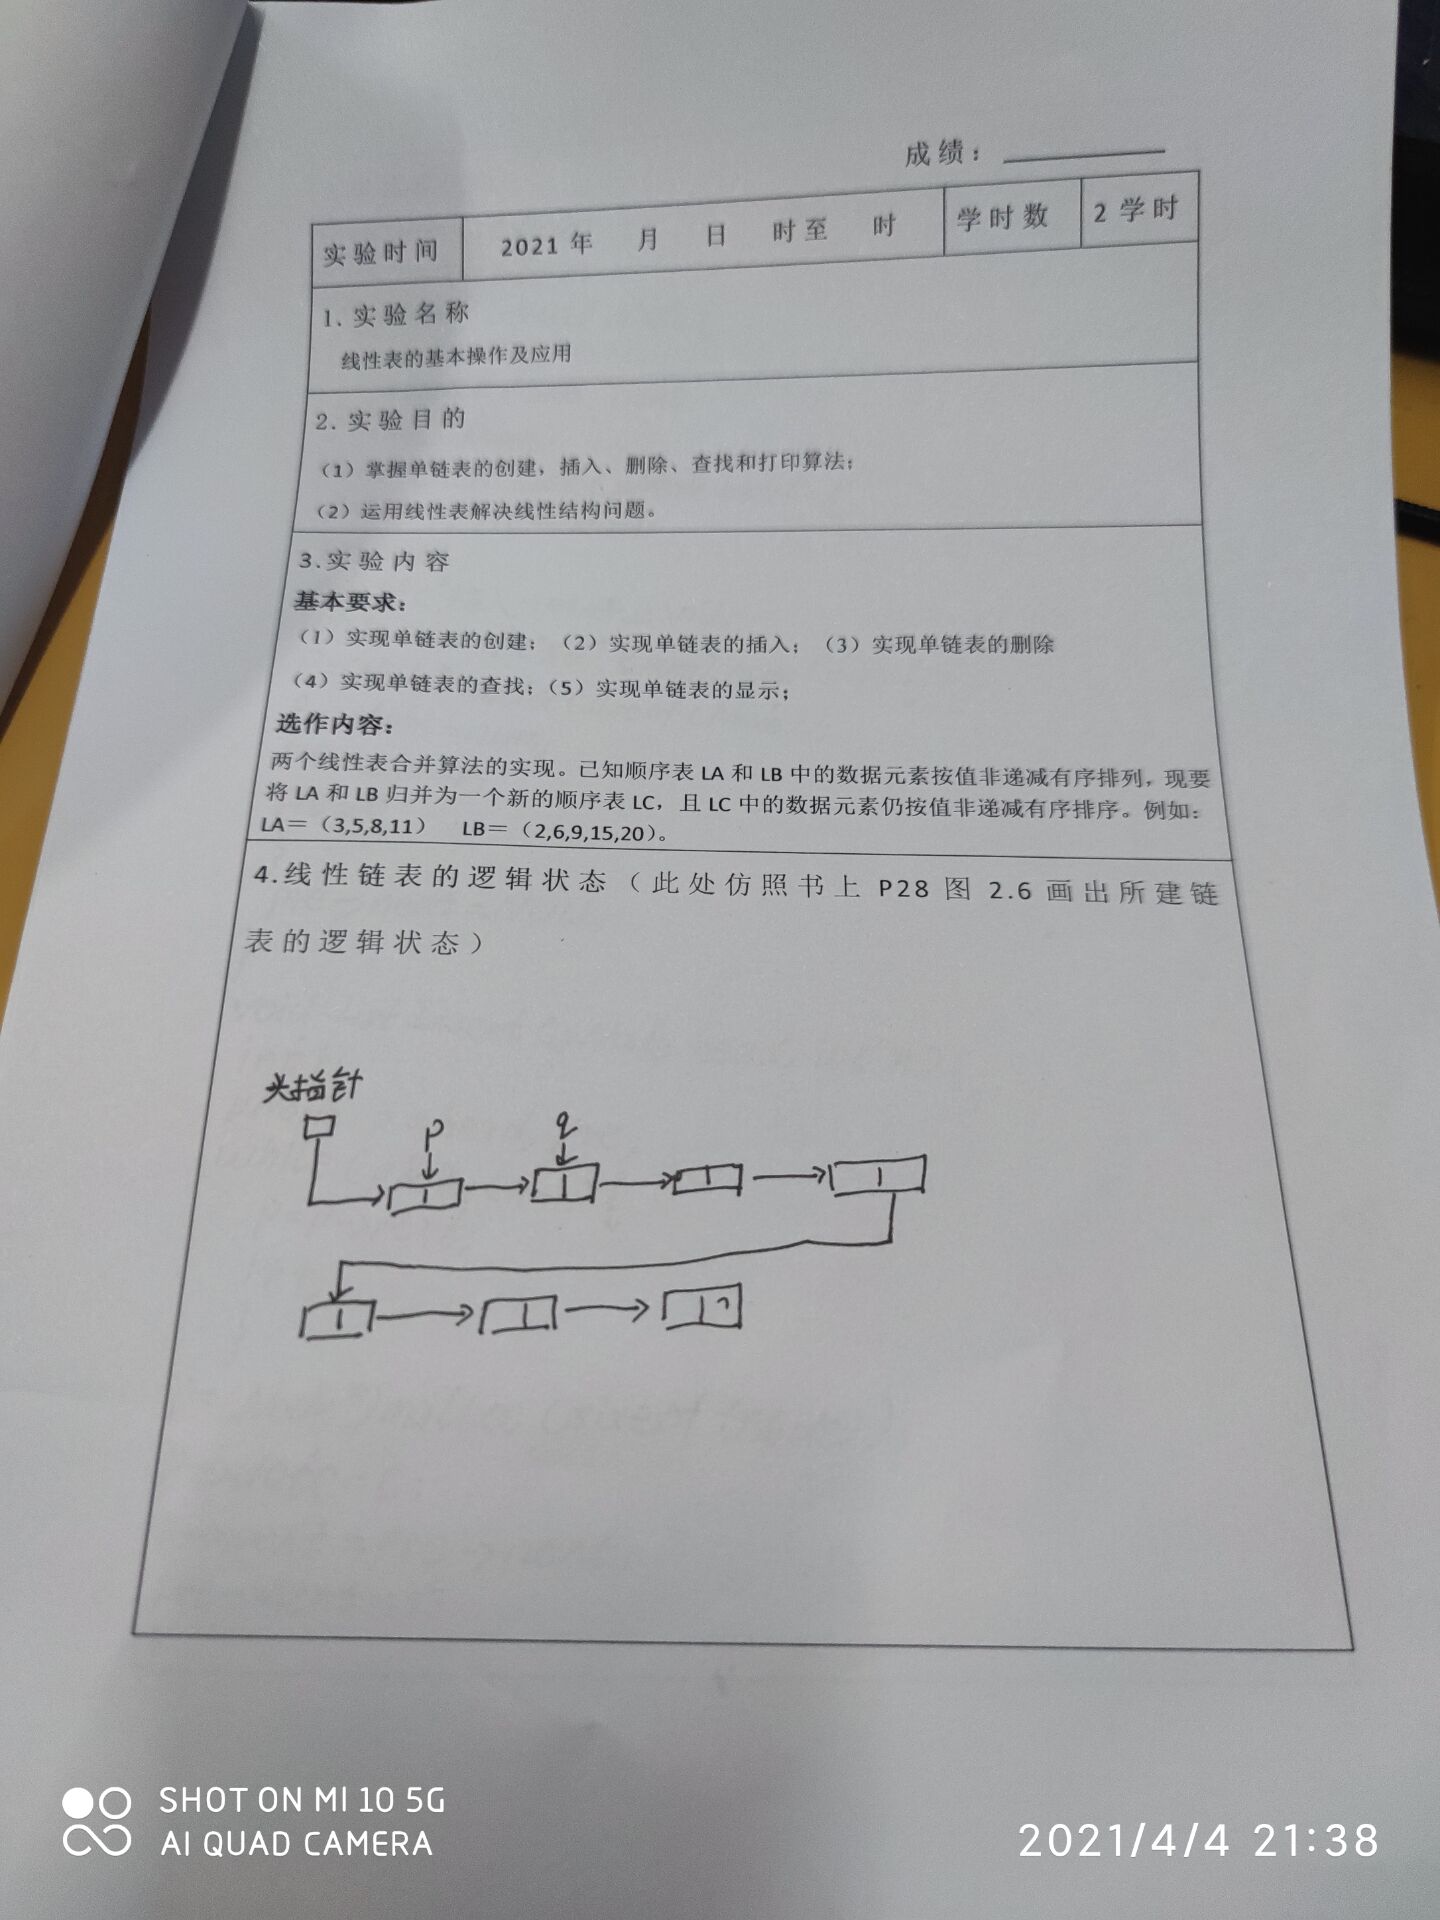 成绩：
实验时间 2021 年 月 日 时至 时 学时数 2 学时
1. 实验名称
线性表的基本操作及应用
2. 实验目的
（1）掌握单链表的创建，插入、删除、查找和打印算法；
（2）运用线性表解决线性结构问题。
3.实验内容
基本要求：
（1）实现单链表的创建；（2）实现单链表的插入；（3）实现单链表的删除
（4）实现单链表的查找；（5）实现单链表的显示；
选作内容：
两个线性表合并算法的实现。已知顺序表 LA 和 LB 中的数据元素按值非递减有序排列，现要
将 LA 和 LB 归并为一个新的顺序表 LC，且 LC 中的数据元素仍按值非递减有序排序。例如：
LA＝（3,5,8,11） LB＝（2,6,9,15,20）。
4.线性链表的逻辑状态（此处仿照书上 P28 图 2.6 画出所建链
表的逻辑状态）
头指针
p q
SHOT ON MI 10 5G
AI QUAD CAMERA
2021/4/4 21:38